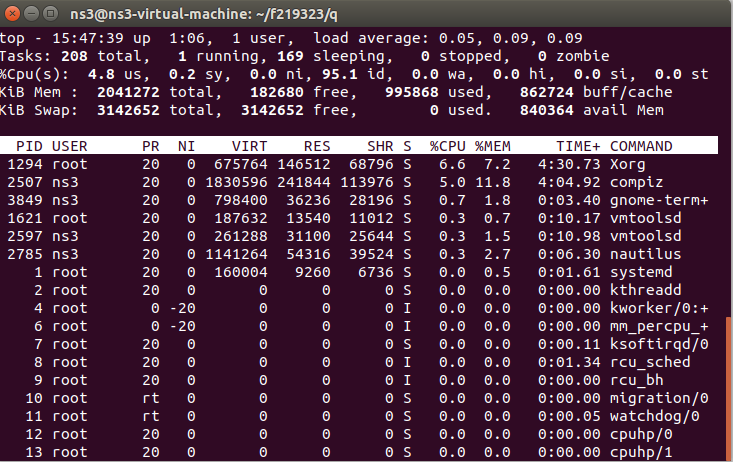 ns3@ns3-virtual-machine: ~/f219323/q
top - 15:47:39 up  1:06,  1 user,  load average: 0.05, 0.09, 0.09
Tasks: 208 total,   1 running, 169 sleeping,   0 stopped,   0 zombie
%Cpu(s):  4.8 us,  0.2 sy,  0.0 ni, 95.1 id,  0.0 wa,  0.0 hi,  0.0 si,  0.0 st
KiB Mem :  2041272 total,   182680 free,   995868 used,   862724 buff/cache
KiB Swap:  3142652 total,  3142652 free,        0 used.   840364 avail Mem
PID USER      PR  NI    VIRT    RES    SHR S  %CPU %MEM     TIME+ COMMAND
1294 root      20   0  675764 146512  68796 S   6.6  7.2   4:30.73 Xorg
2507 ns3       20   0 1830596 241844 113976 S   5.0 11.8   4:04.92 compiz
3849 ns3       20   0  798400  36236  28196 S   0.7  1.8   0:03.40 gnome-term+
1621 root      20   0  187632  13540  11012 S   0.3  0.7   0:10.17 vmtoolsd
2597 ns3       20   0  261288  31100  25644 S   0.3  1.5   0:10.98 vmtoolsd
2785 ns3       20   0 1141264  54316  39524 S   0.3  2.7   0:06.30 nautilus
1 root      20   0  160004   9260   6736 S   0.0  0.5   0:01.61 systemd
2 root      20   0       0      0      0 S   0.0  0.0   0:00.00 kthreadd
4 root       0 -20       0      0      0 I   0.0  0.0   0:00.00 kworker/0:+
6 root       0 -20       0      0      0 I   0.0  0.0   0:00.00 mm_percpu_+
7 root      20   0       0      0      0 S   0.0  0.0   0:00.11 ksoftirqd/0
8 root      20   0       0      0      0 I   0.0  0.0   0:01.34 rcu_sched
9 root      20   0       0      0      0 I   0.0  0.0   0:00.00 rcu_bh
10 root      rt   0       0      0      0 S   0.0  0.0   0:00.00 migration/0
11 root      rt   0       0      0      0 S   0.0  0.0   0:00.05 watchdog/0
12 root      20   0       0      0      0 S   0.0  0.0   0:00.00 cpuhp/0
13 root      20   0       0      0      0 S   0.0  0.0   0:00.00 cpuhp/1